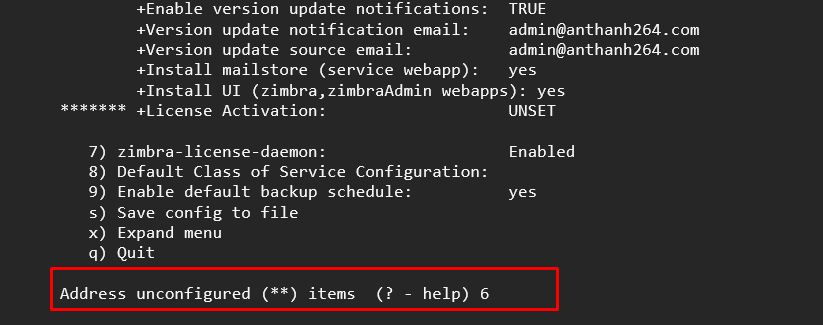 +Enable version update notifications: TRUE
+Version update notification email: admin@anthanh264.com
+Version update source email: admin@anthanh264.com
+Install mailstore (service webapp): yes
+Install UI (zimbra,zimbraAdmin webapps): yes
******* +License Activation: UNSET
7) zimbra-license-daemon: Enabled
8) Default Class of Service Configuration:
9) Enable default backup schedule: yes
s) Save config to file
x) Expand menu
q) Quit
Address unconfigured (**) items (? - help) 6